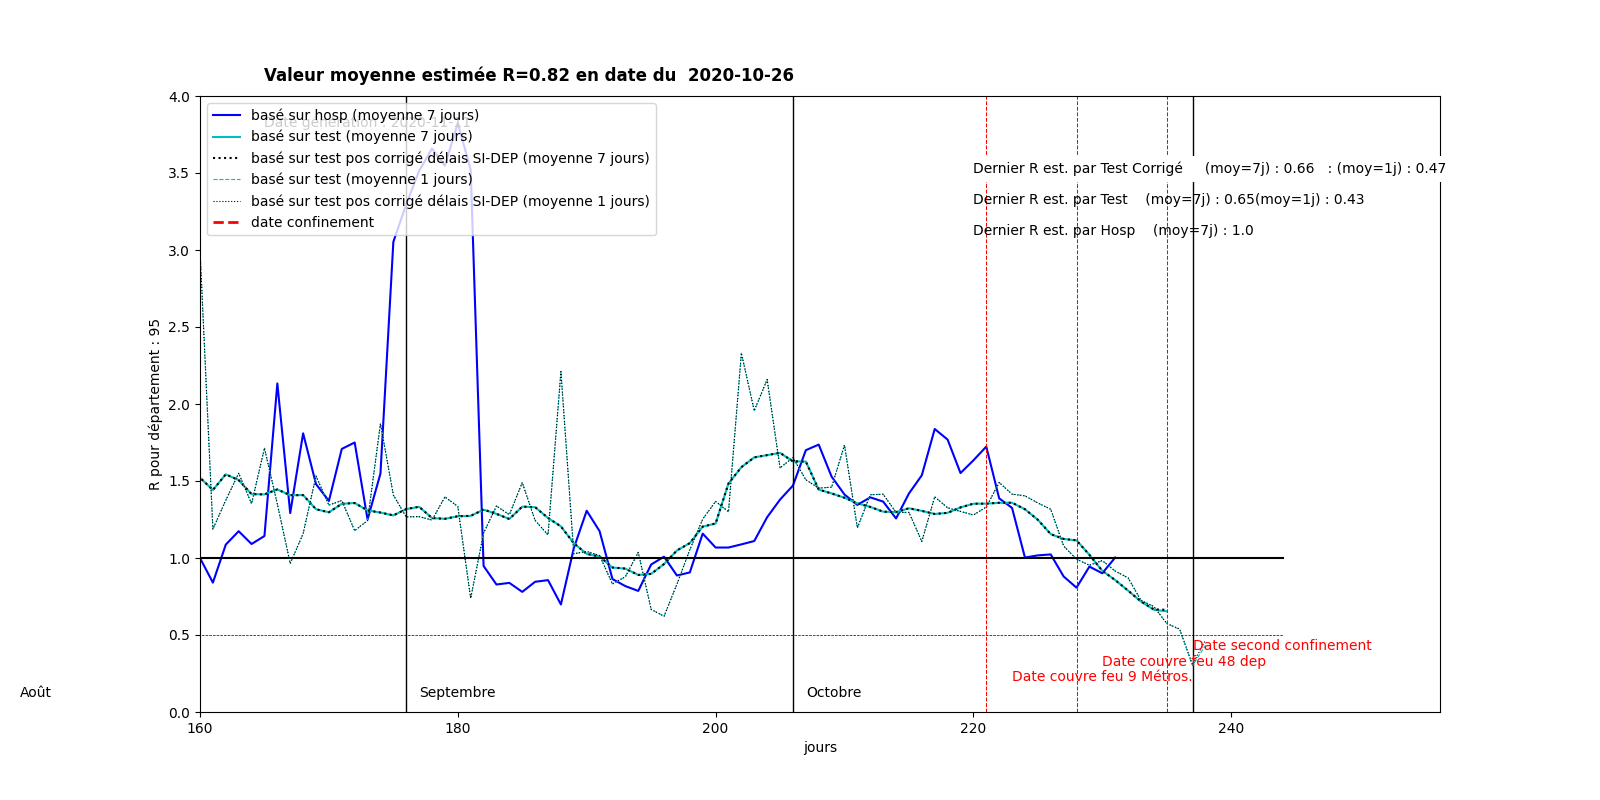 Valeur moyenne estimée R=0.82 en date du  2020-10-26
basé sur hosp (moyenne 7 jours)
basé sur test (moyenne 7 jours)
basé sur test pos corrigé délais SI-DEP (moyenne 7 jours)
basé sur test (moyenne 1 jours)
basé sur test pos corrigé délais SI-DEP (moyenne 1 jours)
date confinement
Dernier R est. par Test Corrigé     (moy=7j) : 0.66   : (moy=1j) : 0.47
Dernier R est. par Test    (moy=7j) : 0.65(moy=1j) : 0.43
Dernier R est. par Hosp    (moy=7j) : 1.0
4.0
3.5
3.0
2.5
2.0
1.5
1.0
0.5
0.0
R pour département : 95
Date second confinement
Date couvre feu 48 dep
Date couvre feu 9 Métros.
Août
Septembre
Octobre
160
180
200
220
240
jours